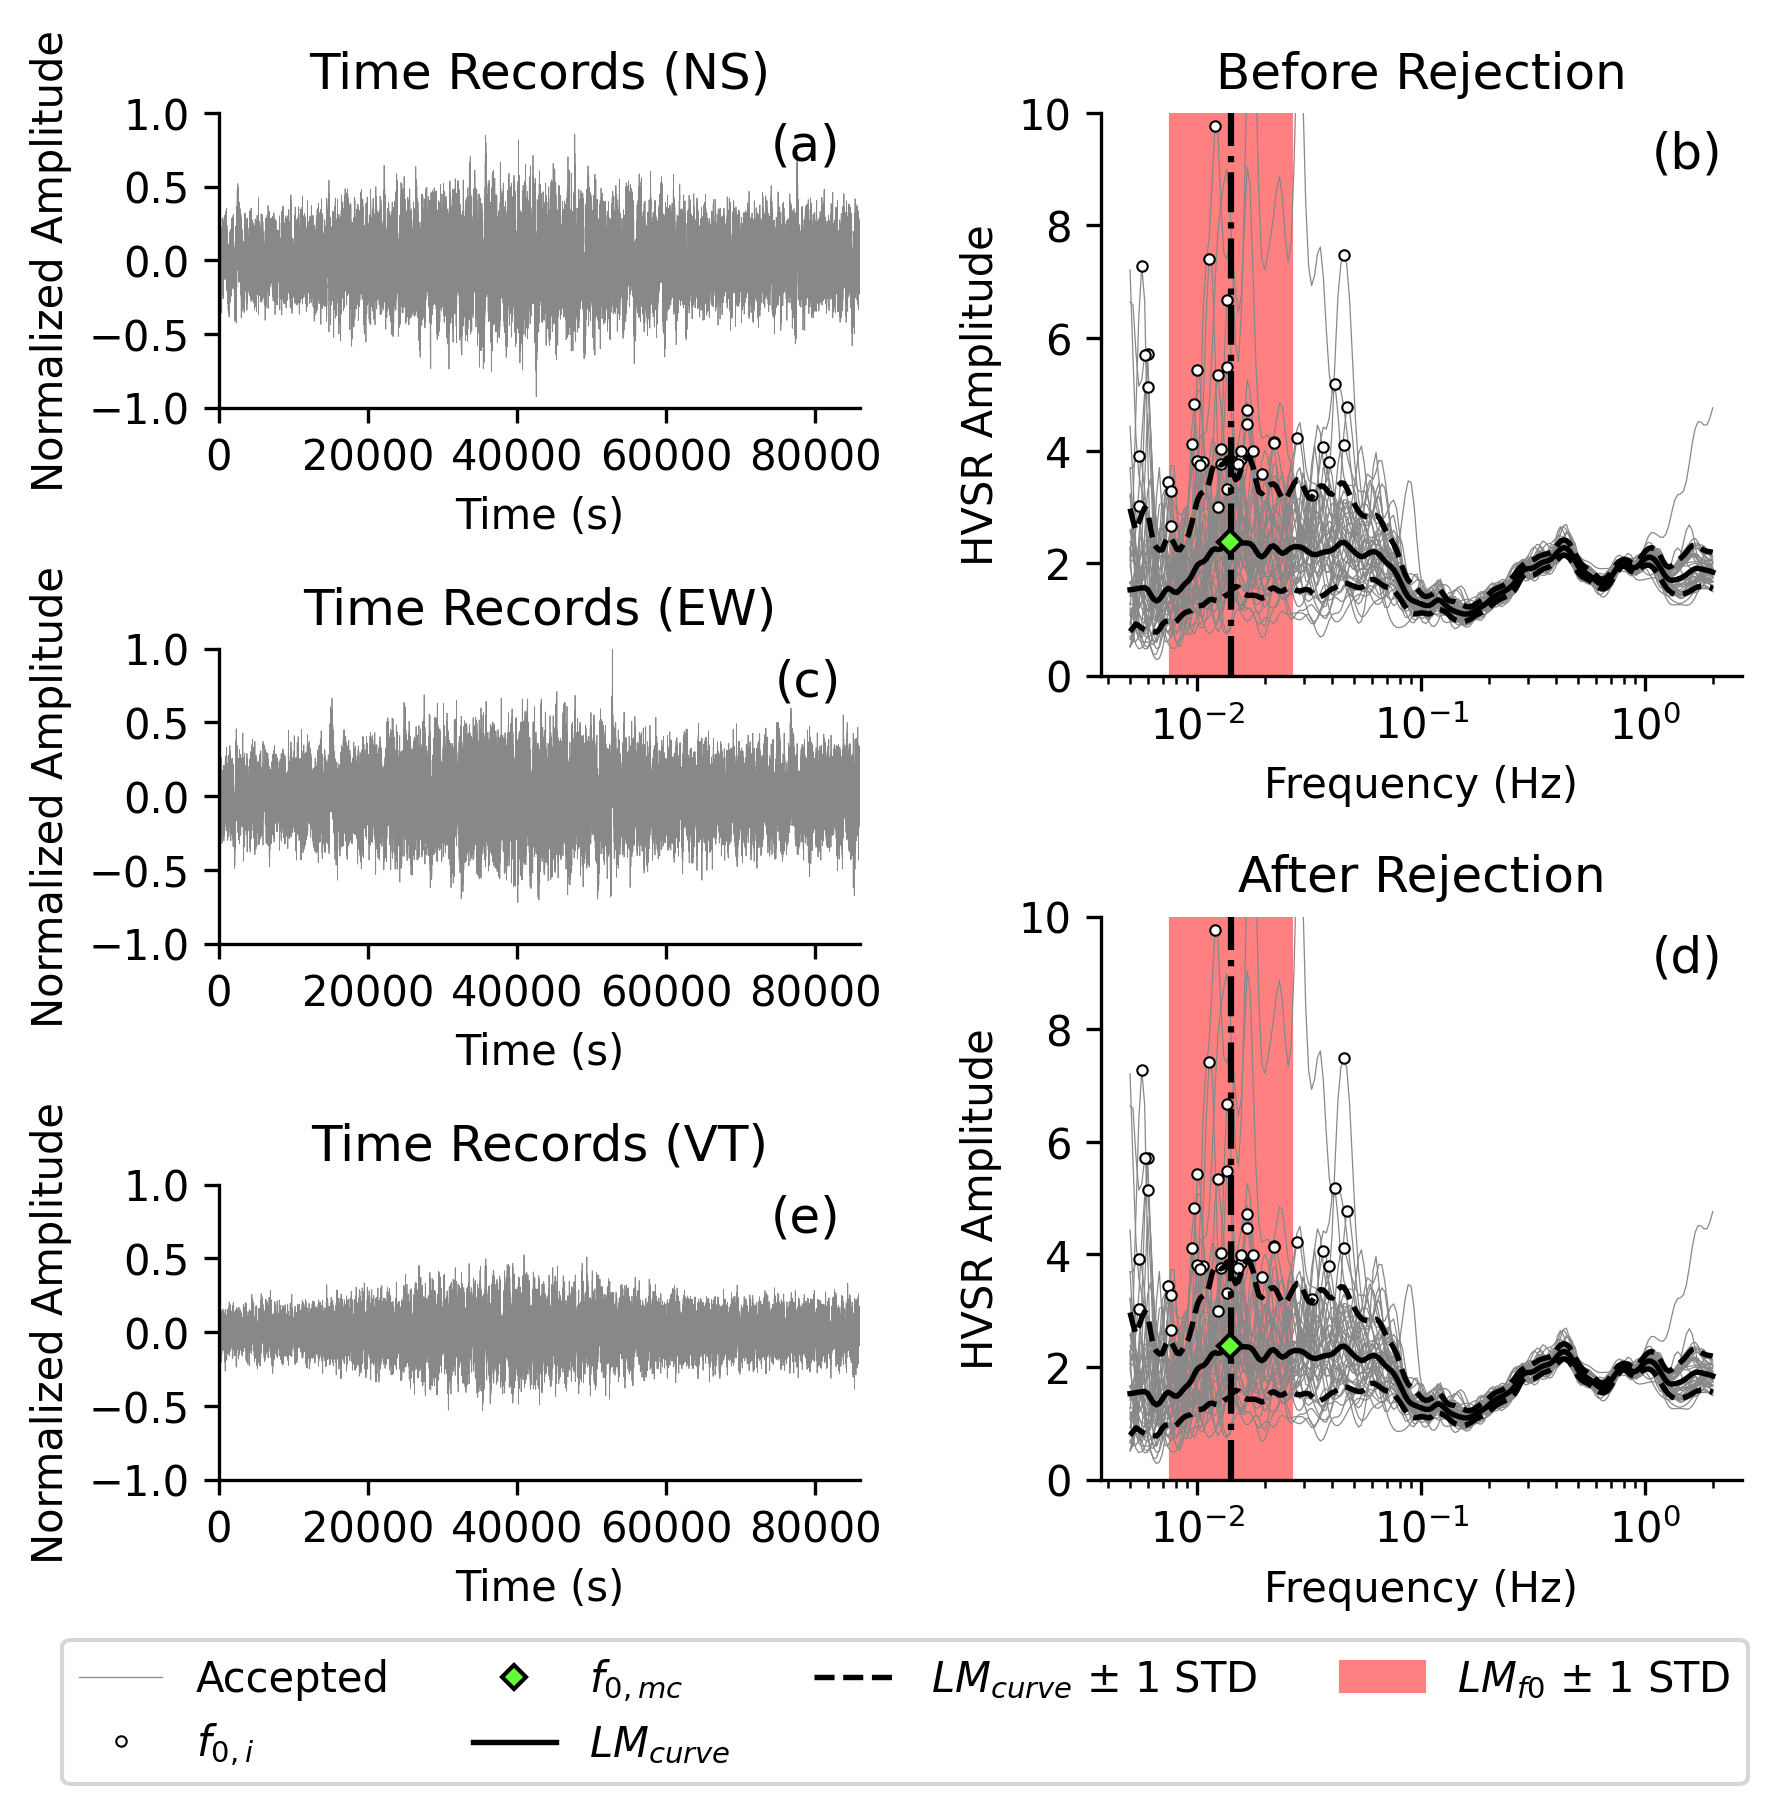 Time Records (NS)
Normalized Amplitude
1.0
0.5
0.0
−0.5
−1.0
(a)
0 20000 40000 60000 80000
Time (s)
Before Rejection
HVSR Amplitude
10
8
6
4
2
0
(b)
10⁻² 10⁻¹ 10⁰
Frequency (Hz)
Time Records (EW)
Normalized Amplitude
1.0
0.5
0.0
−0.5
−1.0
(c)
0 20000 40000 60000 80000
Time (s)
After Rejection
HVSR Amplitude
10
8
6
4
2
0
(d)
10⁻² 10⁻¹ 10⁰
Frequency (Hz)
Time Records (VT)
Normalized Amplitude
1.0
0.5
0.0
−0.5
−1.0
(e)
0 20000 40000 60000 80000
Time (s)
Accepted
f0,i
f0,mc
LMcurve
LMcurve ± 1 STD
LMf0 ± 1 STD